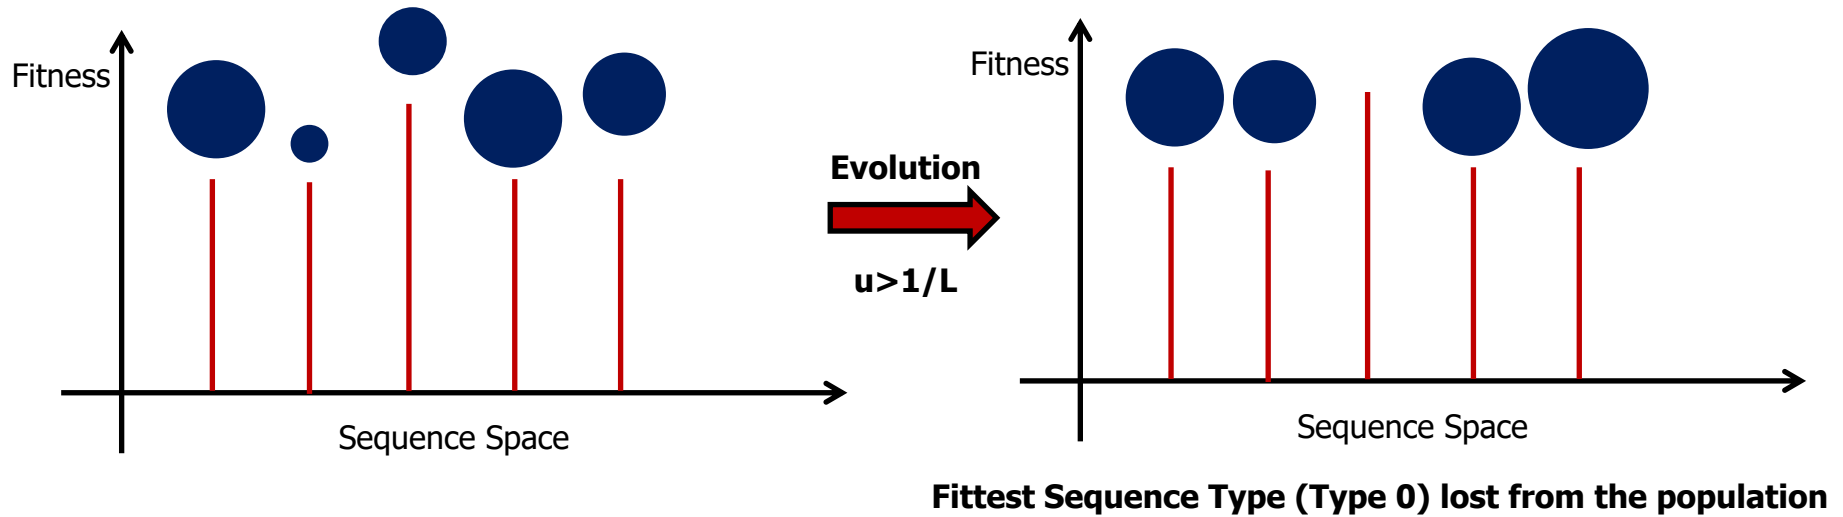 Fitness
Sequence Space
Evolution
u>1/L
Fitness
Sequence Space
Fittest Sequence Type (Type 0) lost from the population